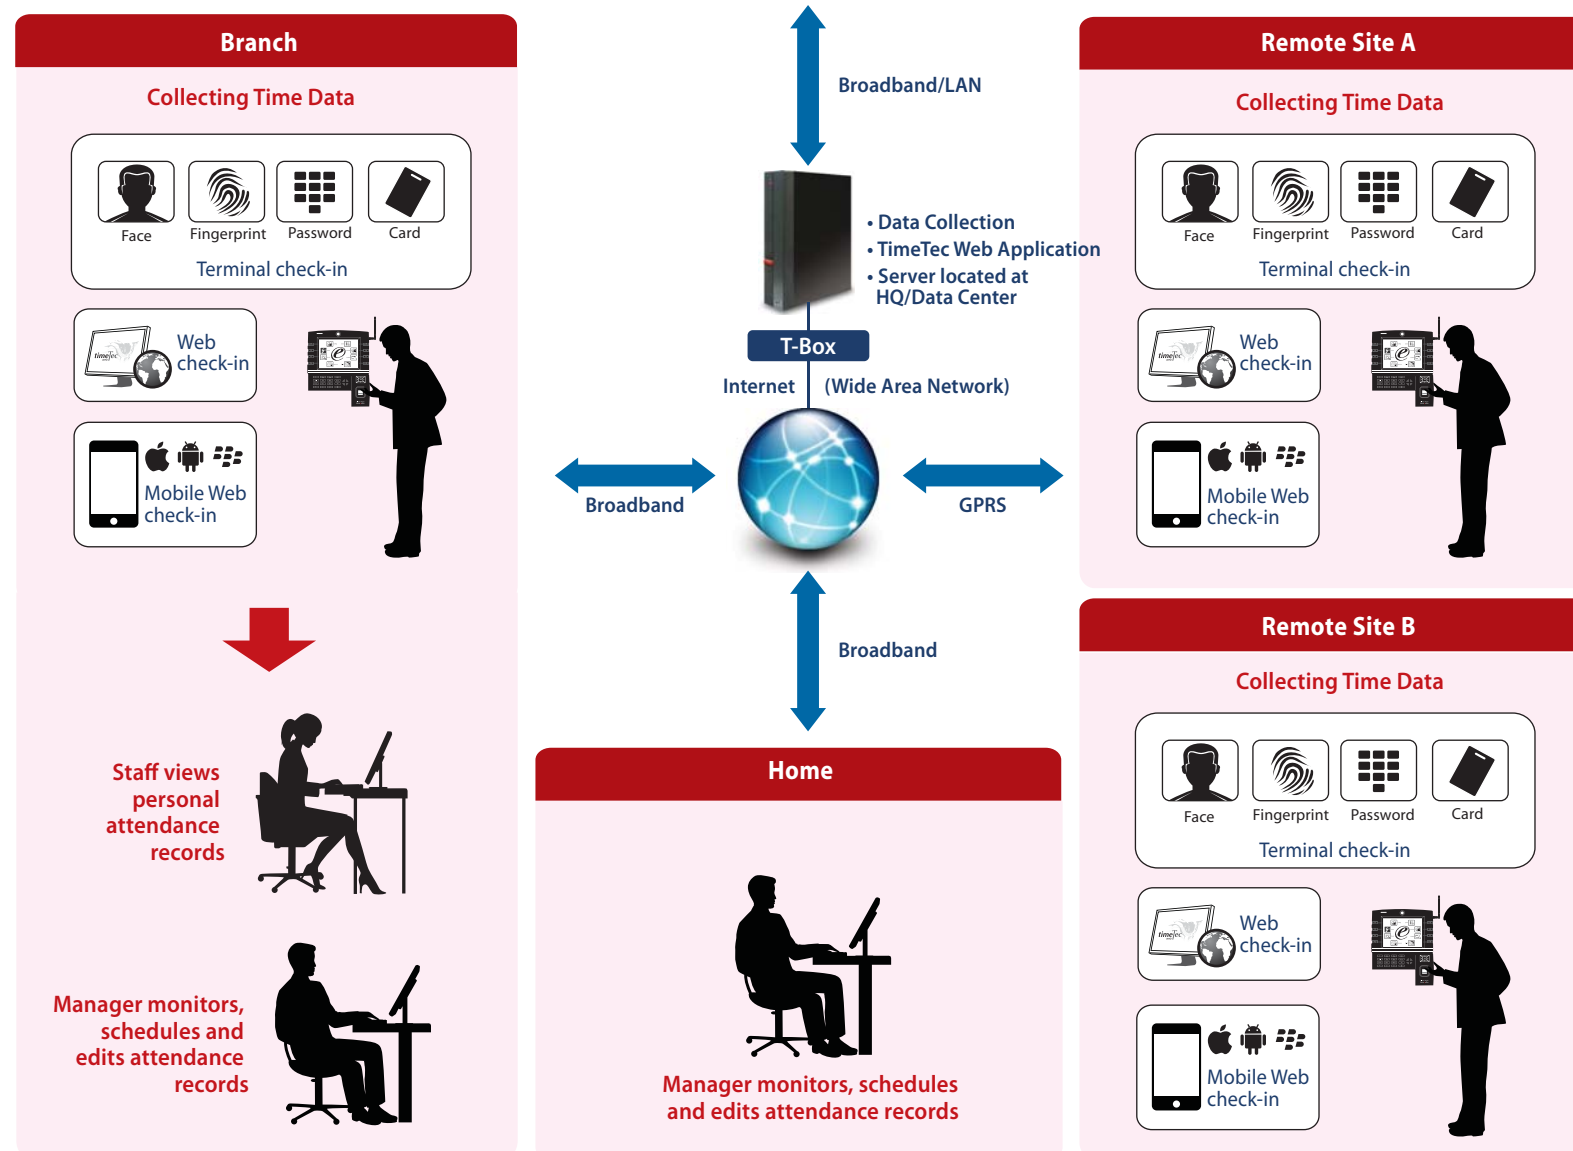 Branch
Collecting Time Data
Face
Fingerprint
Password
Card
Terminal check-in
timeTec
Web
check-in
Mobile Web
check-in
Staff views
personal
attendance
records
Manager monitors,
schedules and
edits attendance
records
Broadband/LAN
• Data Collection
• TimeTec Web Application
• Server located at
HQ/Data Center
T-Box
Internet
(Wide Area Network)
Broadband
GPRS
Broadband
Home
Manager monitors, schedules
and edits attendance records
Remote Site A
Collecting Time Data
Face
Fingerprint
Password
Card
Terminal check-in
timeTec
Web
check-in
Mobile Web
check-in
Remote Site B
Collecting Time Data
Face
Fingerprint
Password
Card
Terminal check-in
timeTec
Web
check-in
Mobile Web
check-in